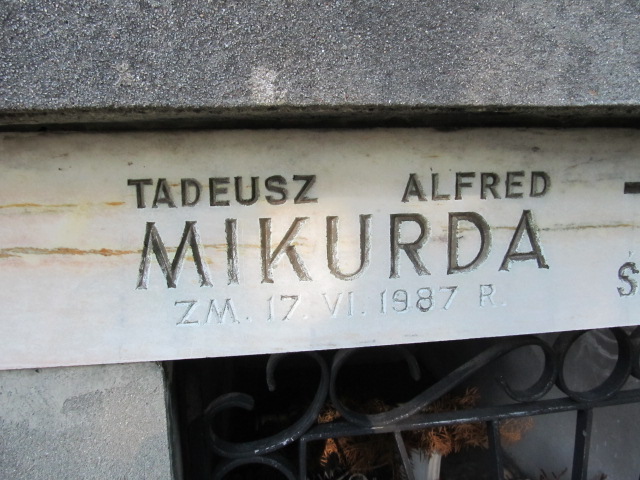 TADEUSZ ALFRED
MIKURDA
ZM. 17. VI. 1987 R.